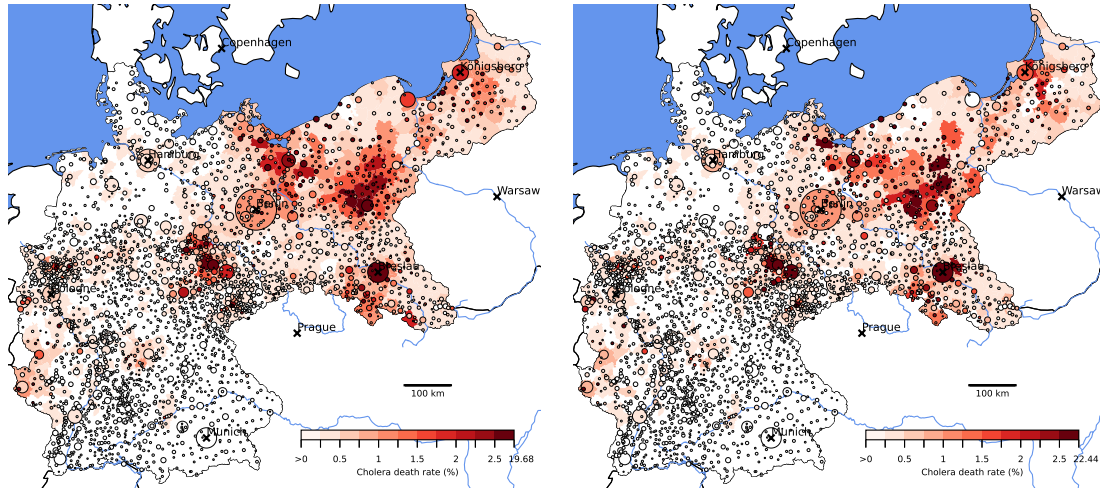 Copenhagen
Königsberg
Hamburg
Warsaw
Berlin
Breslau
Cologne
Prague
100 km
Munich
>0 0.5 1 1.5 2 2.5 19.68
Cholera death rate (%)
Copenhagen
Königsberg
Hamburg
Warsaw
Berlin
Breslau
Cologne
Prague
100 km
Munich
>0 0.5 1 1.5 2 2.5 22.44
Cholera death rate (%)